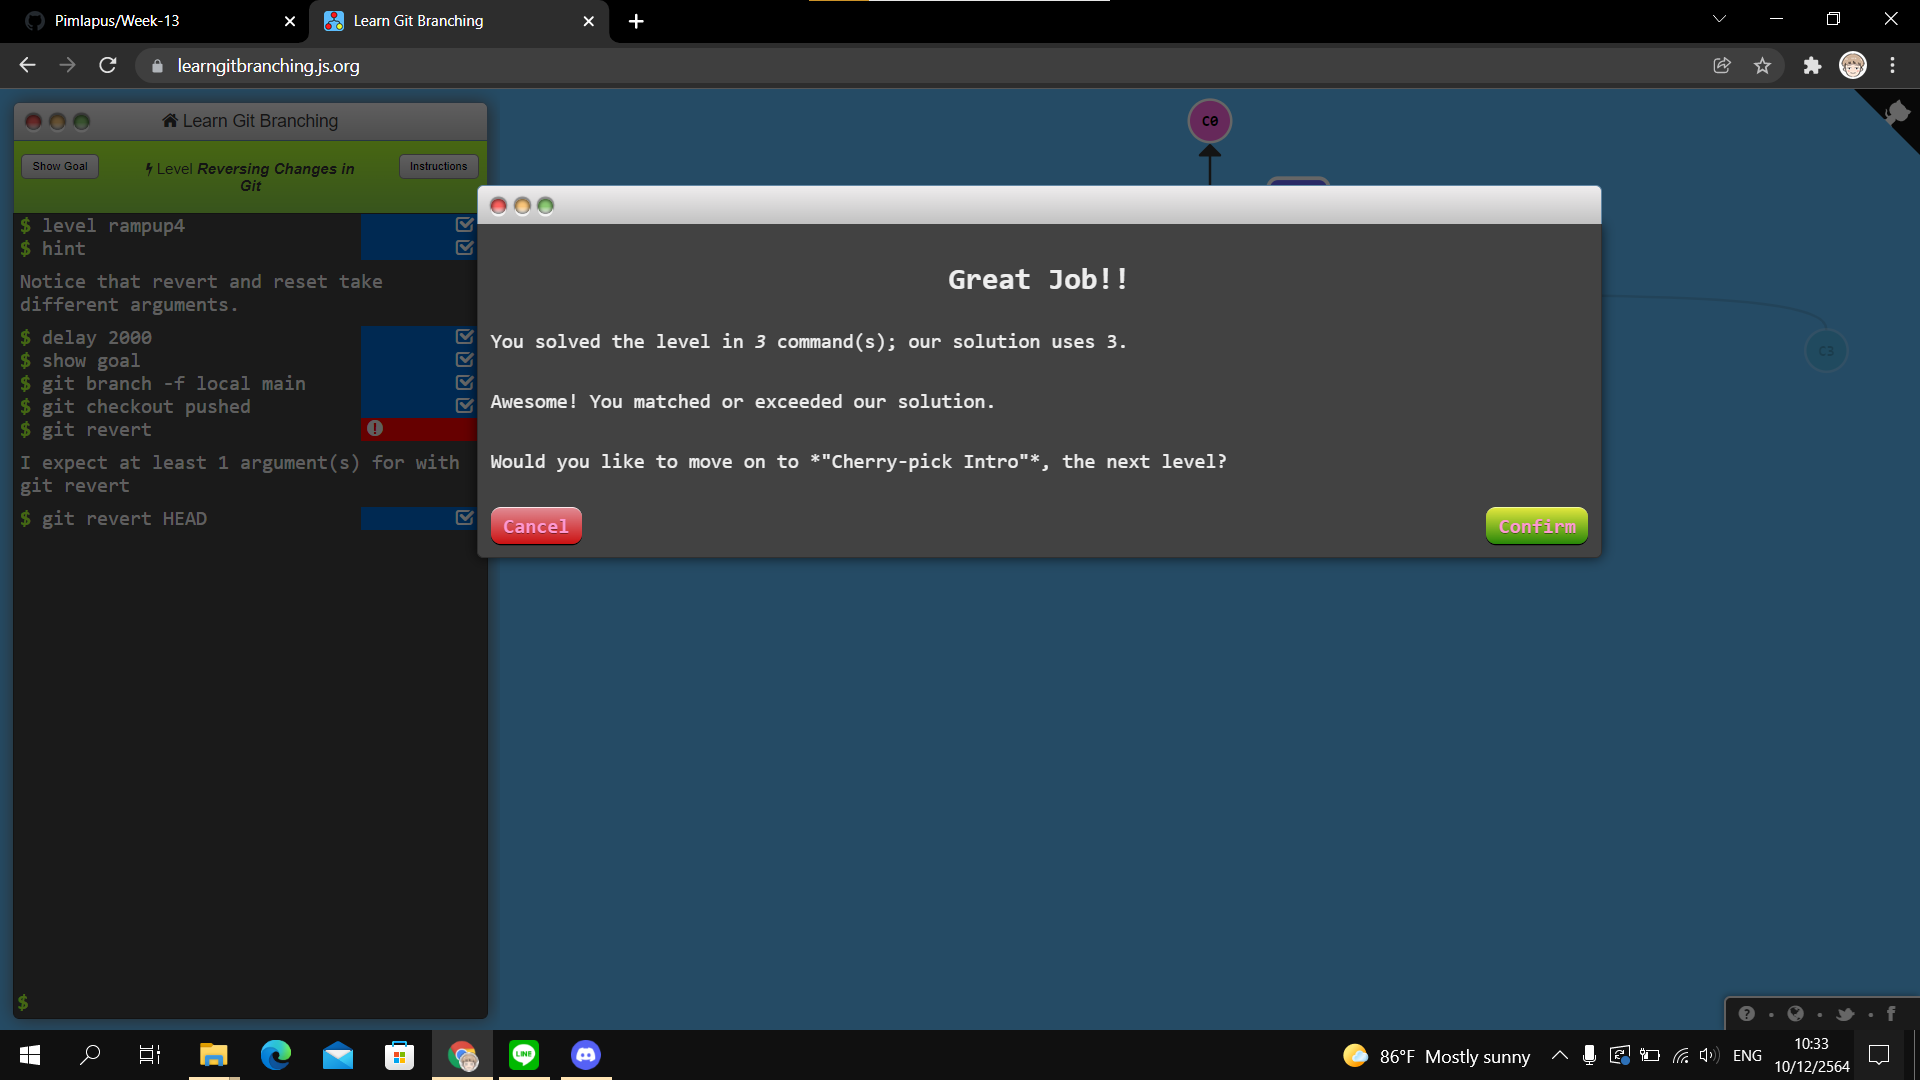 Pimlapus/Week-13
Learn Git Branching
learngitbranching.js.org
Learn Git Branching
Show Goal
Level Reversing Changes in
Git
Instructions
$ level rampup4
$ hint
Notice that revert and reset take
different arguments.
$ delay 2000
$ show goal
$ git branch -f local main
$ git checkout pushed
$ git revert
I expect at least 1 argument(s) for with
git revert
$ git revert HEAD
$
C0
C3
Great Job!!
You solved the level in 3 command(s); our solution uses 3.
Awesome! You matched or exceeded our solution.
Would you like to move on to *"Cherry-pick Intro"*, the next level?
Cancel
Confirm
LINE
86°F Mostly sunny
ENG
10:33
10/12/2564